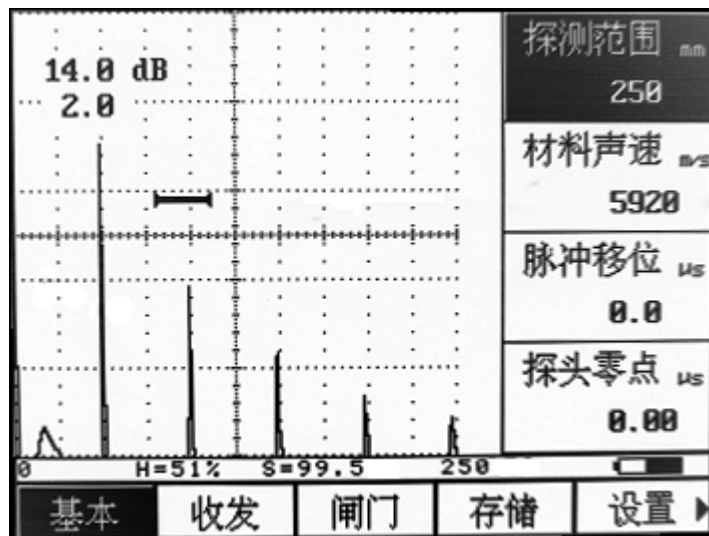 14.0 dB
2.0
探测范围 mm
250
材料声速 m/s
5920
脉冲移位 μs
0.0
探头零点 μs
0.00
0 H=51% S=99.5 250
基本 收发 闸门 存储 设置